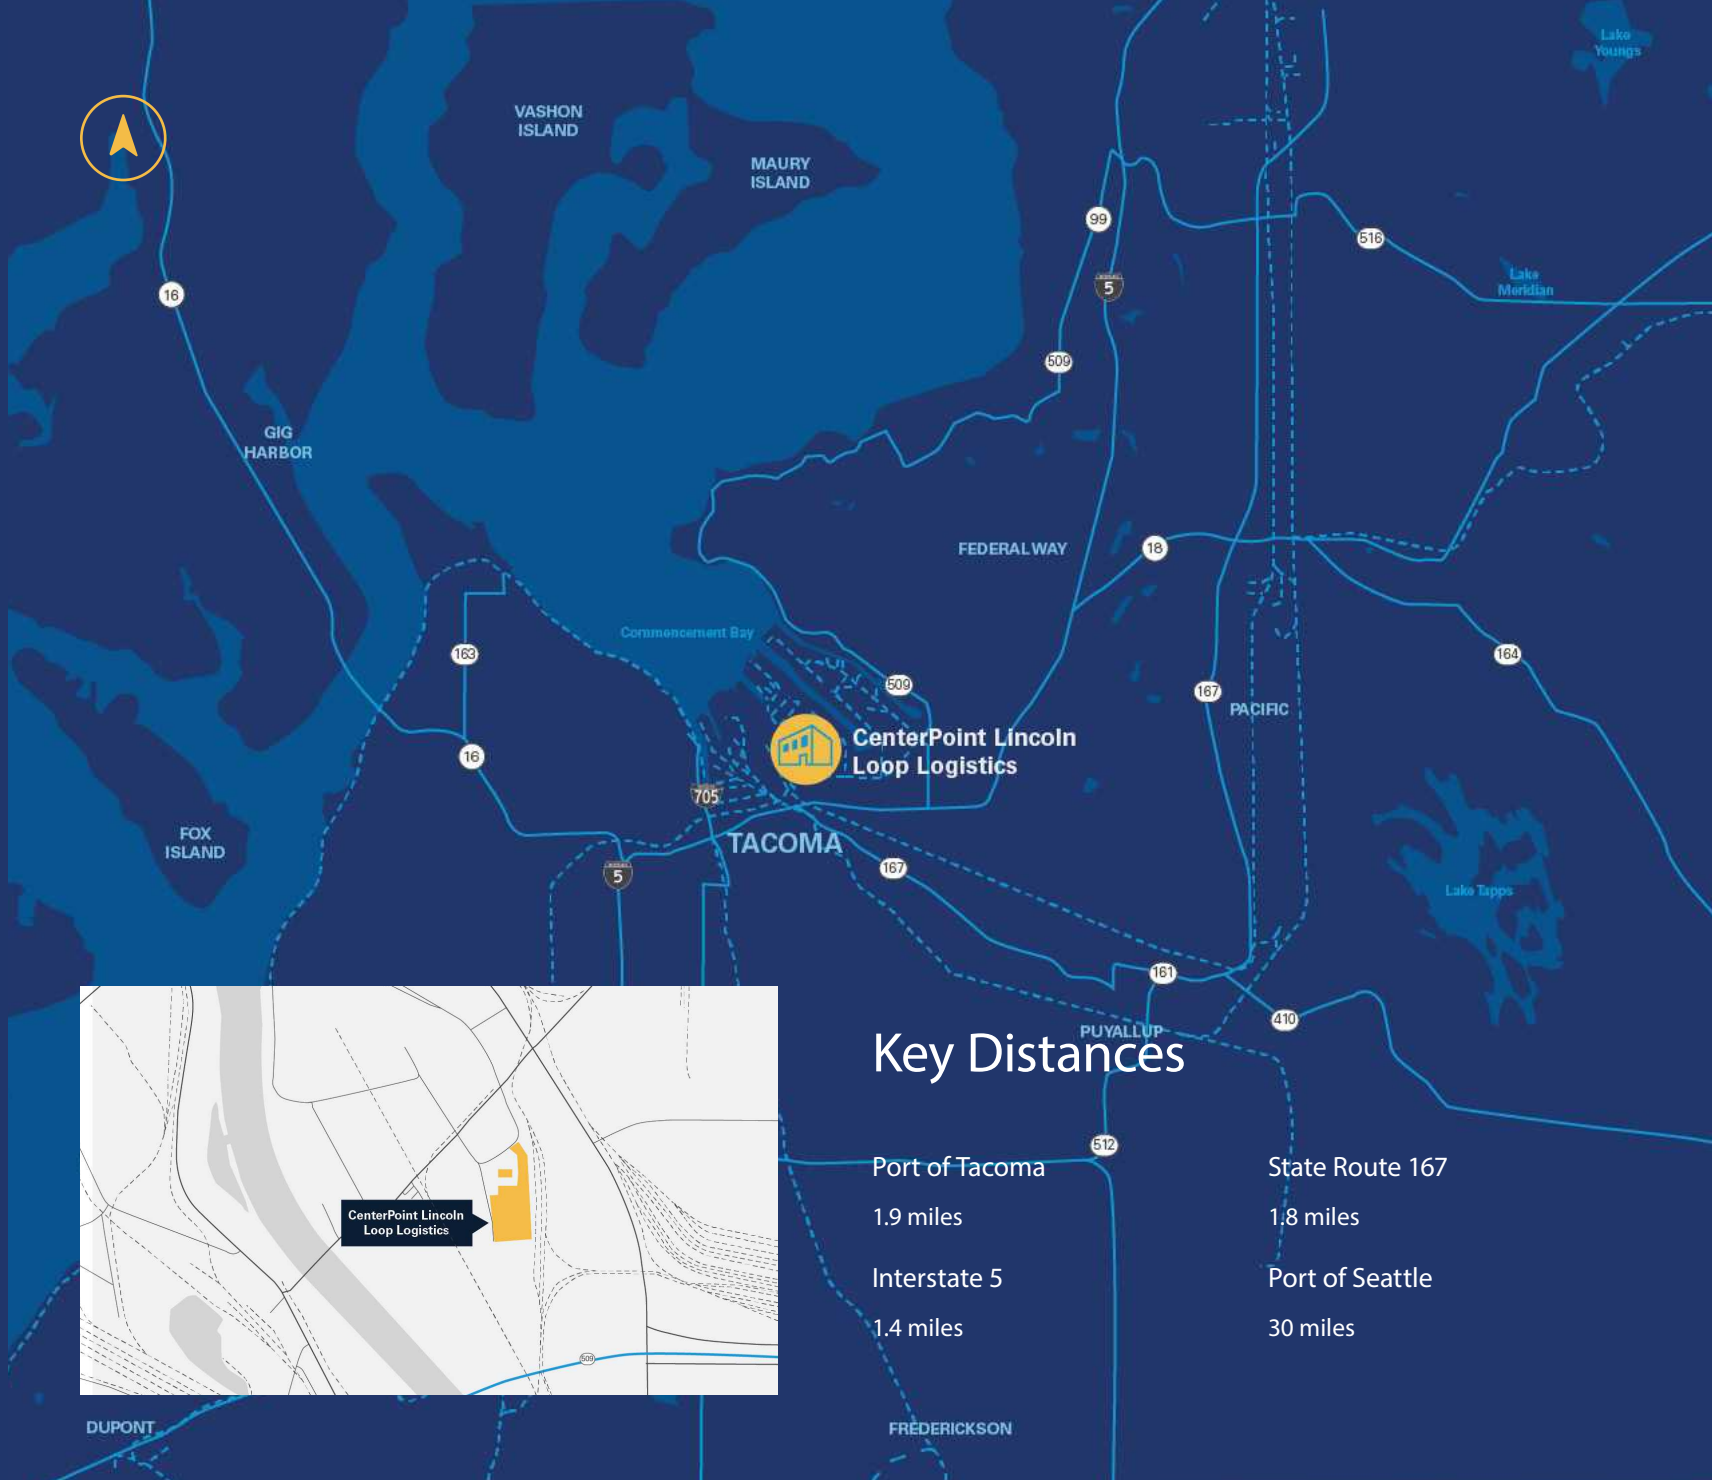 Lake
Youngs
VASHON
ISLAND
MAURY
ISLAND
99
516
5
Lake
Meridian
16
509
GIG
HARBOR
FEDERAL WAY
18
Commencement Bay
163
164
509
167
PACIFIC
CenterPoint Lincoln
Loop Logistics
16
705
TACOMA
FOX
ISLAND
5
167
Lake Tapps
161
410
PUYALLUP
Key Distances
512
Port of Tacoma
1.9 miles
State Route 167
1.8 miles
Interstate 5
1.4 miles
Port of Seattle
30 miles
CenterPoint Lincoln
Loop Logistics
509
DUPONT
FREDERICKSON